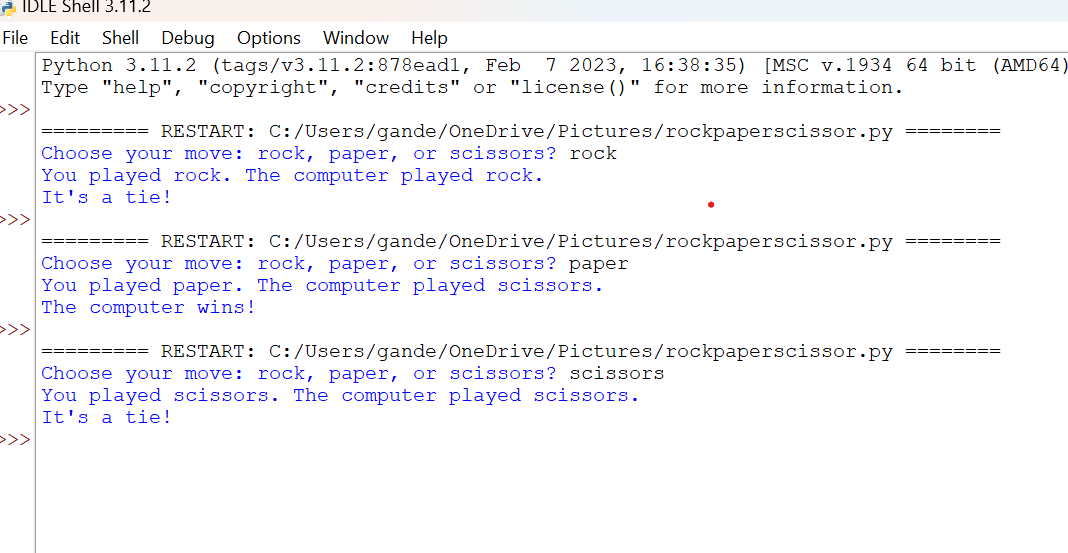 IDLE Shell 3.11.2
File Edit Shell Debug Options Window Help
Python 3.11.2 (tags/v3.11.2:878ead1, Feb  7 2023, 16:38:35) [MSC v.1934 64 bit (AMD64)
Type "help", "copyright", "credits" or "license()" for more information.
>>>
========= RESTART: C:/Users/gande/OneDrive/Pictures/rockpaperscissor.py ========
Choose your move: rock, paper, or scissors? rock
You played rock. The computer played rock.
It's a tie!
>>>
========= RESTART: C:/Users/gande/OneDrive/Pictures/rockpaperscissor.py ========
Choose your move: rock, paper, or scissors? paper
You played paper. The computer played scissors.
The computer wins!
>>>
========= RESTART: C:/Users/gande/OneDrive/Pictures/rockpaperscissor.py ========
Choose your move: rock, paper, or scissors? scissors
You played scissors. The computer played scissors.
It's a tie!
>>>